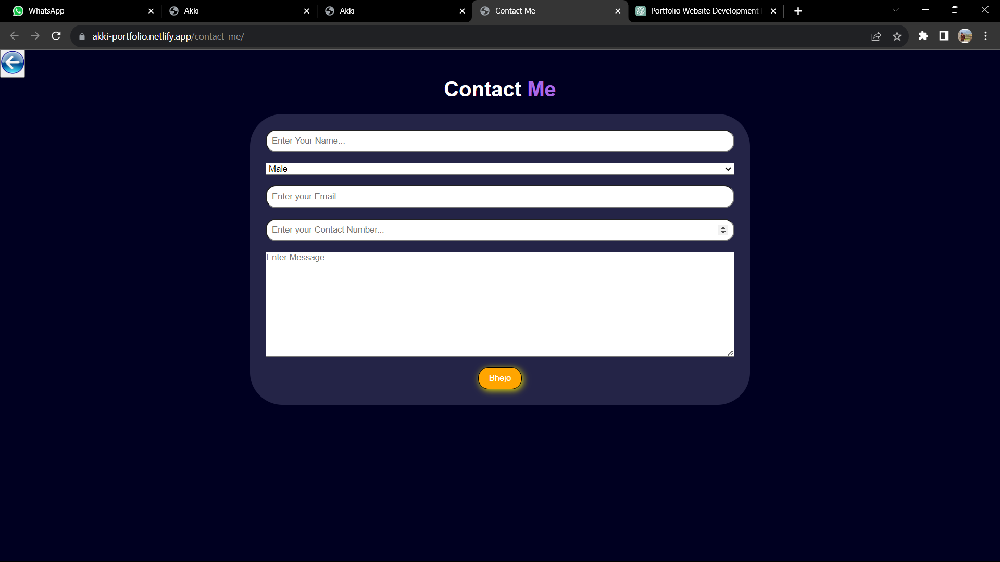 WhatsApp
Akki
Akki
Contact Me
Portfolio Website Development
akki-portfolio.netlify.app/contact_me/
Contact Me
Enter Your Name...
Male
Enter your Email...
Enter your Contact Number...
Enter Message
Bhejo